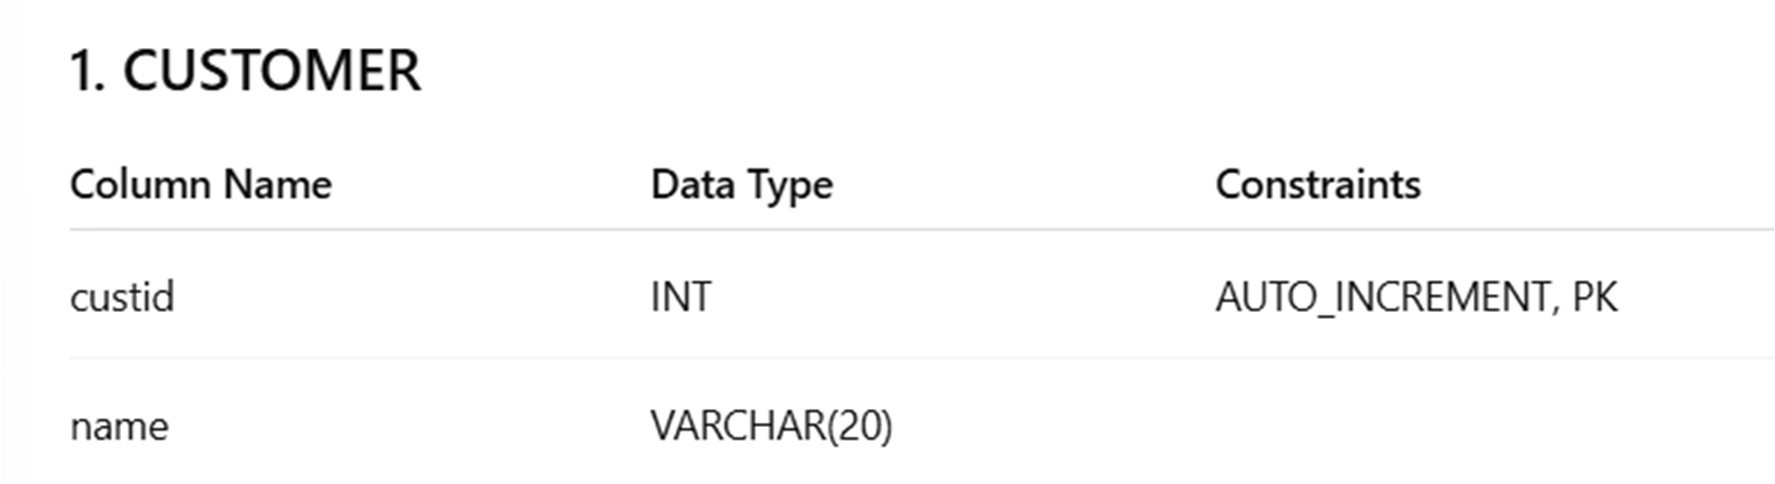 1. CUSTOMER
Column Name Data Type Constraints
custid INT AUTO_INCREMENT, PK
name VARCHAR(20)